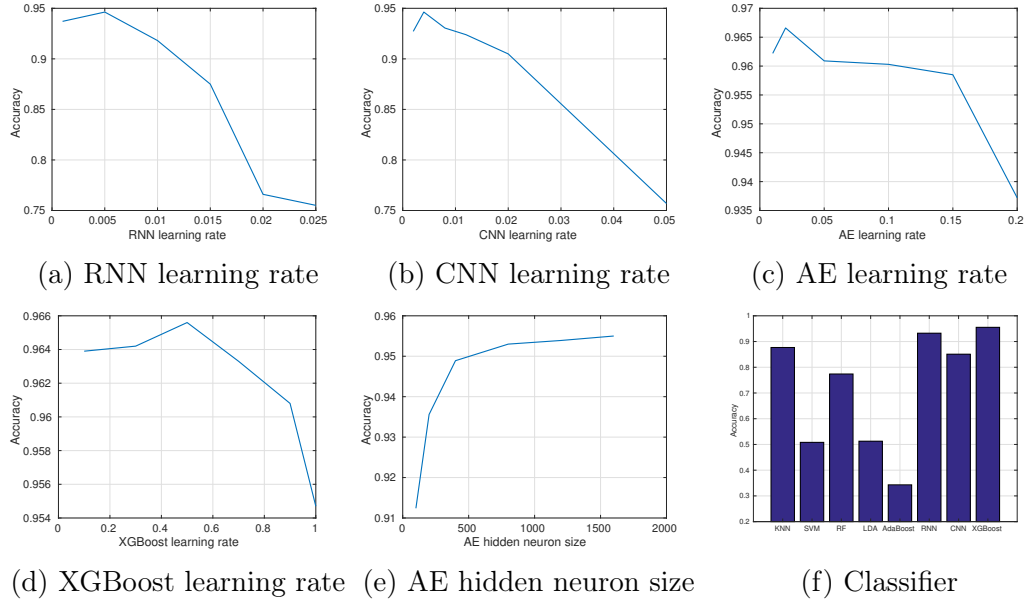 0.95
0.9
0.85
0.8
0.75
Accuracy
0 0.005 0.01 0.015 0.02 0.025
RNN learning rate
(a) RNN learning rate
0.95
0.9
0.85
0.8
0.75
Accuracy
0 0.01 0.02 0.03 0.04 0.05
CNN learning rate
(b) CNN learning rate
0.97
0.965
0.96
0.955
0.95
0.945
0.94
0.935
Accuracy
0 0.05 0.1 0.15 0.2
AE learning rate
(c) AE learning rate
0.966
0.964
0.962
0.96
0.958
0.956
0.954
Accuracy
0 0.2 0.4 0.6 0.8 1
XGBoost learning rate
(d) XGBoost learning rate
0.96
0.95
0.94
0.93
0.92
0.91
Accuracy
0 500 1000 1500 2000
AE hidden neuron size
(e) AE hidden neuron size
1
0.9
0.8
0.7
0.6
0.5
0.4
0.3
0.2
Accuracy
KNN SVM RF LDA AdaBoost RNN CNN XGBoost
(f) Classifier